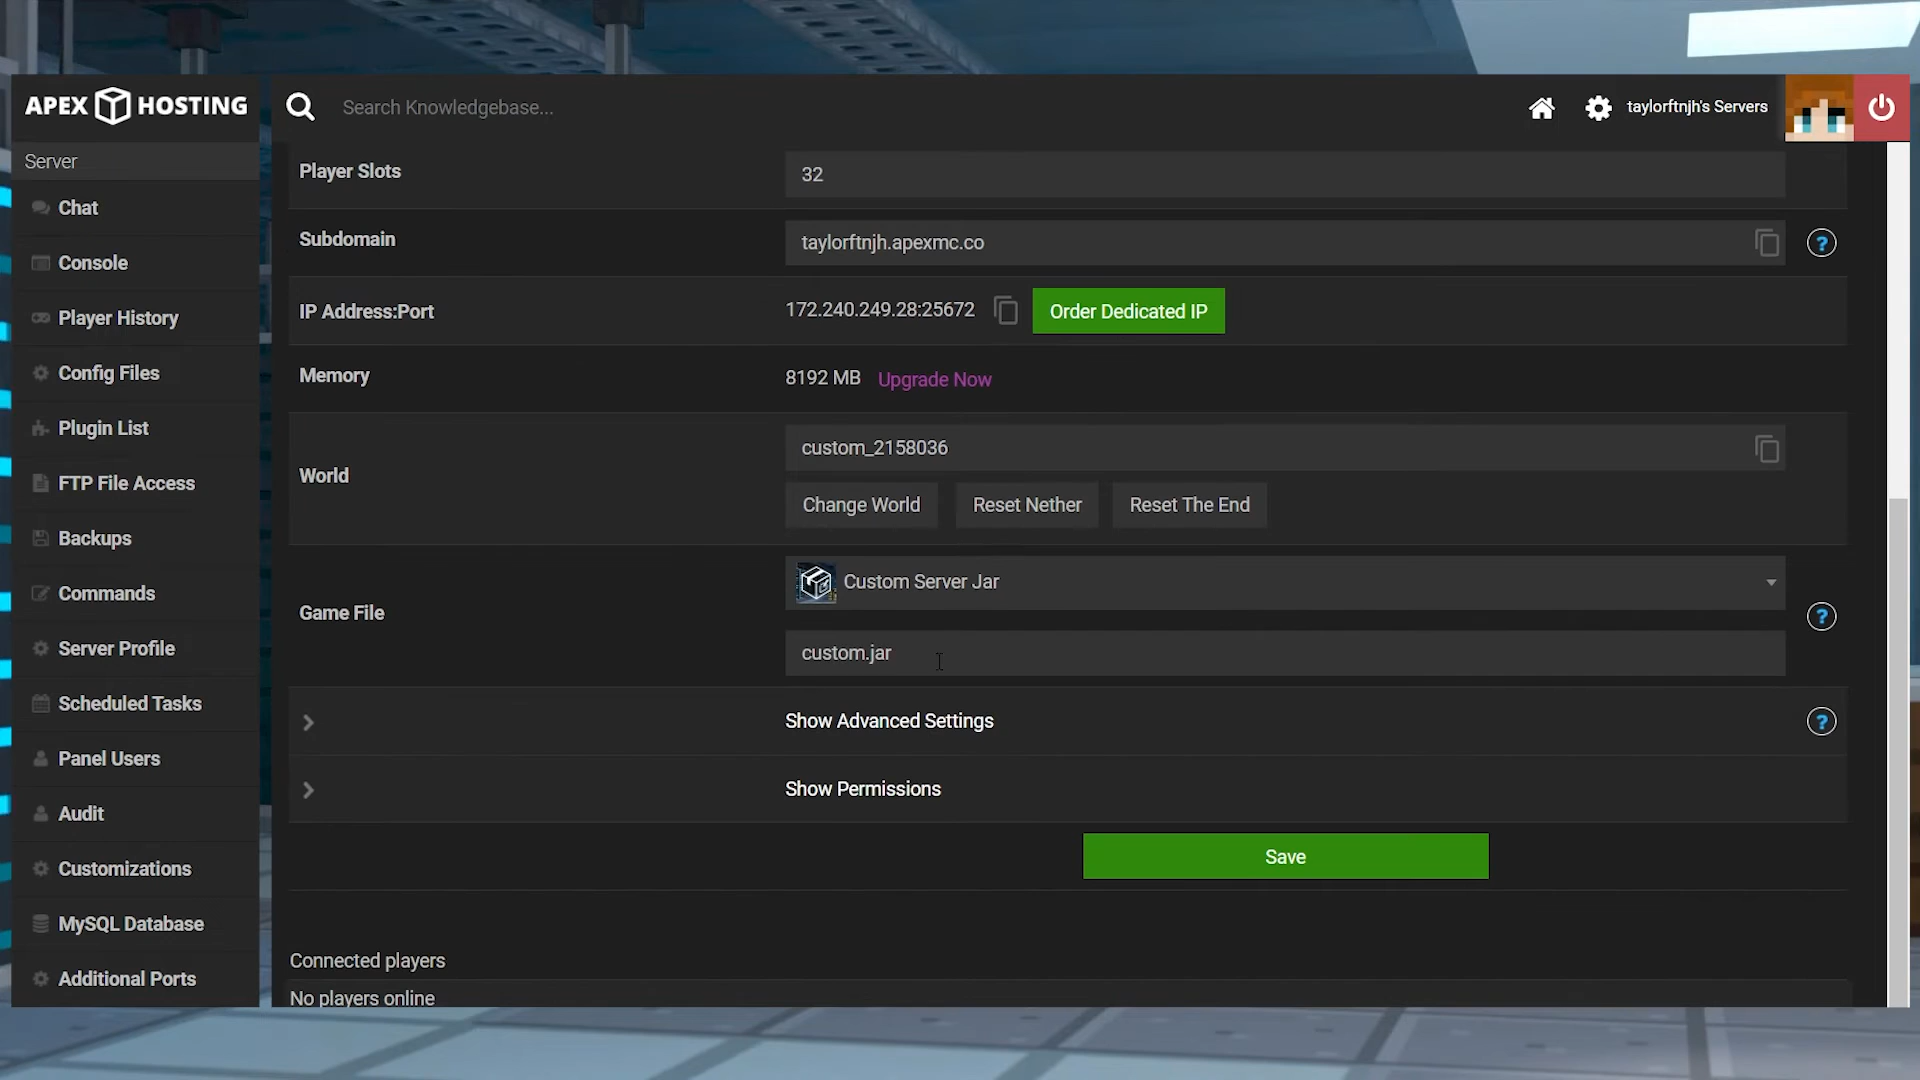 APEX HOSTING
Search Knowledgebase...
taylorftnjh's Servers
Server
Chat
Console
Player History
Config Files
Plugin List
FTP File Access
Backups
Commands
Server Profile
Scheduled Tasks
Panel Users
Audit
Customizations
MySQL Database
Additional Ports
Player Slots
32
Subdomain
taylorftnjh.apexmc.co
?
IP Address:Port
172.240.249.28:25672
Order Dedicated IP
Memory
8192 MB
Upgrade Now
World
custom_2158036
Change World
Reset Nether
Reset The End
Game File
Custom Server Jar
custom.jar
?
Show Advanced Settings
?
Show Permissions
Save
Connected players
No players online